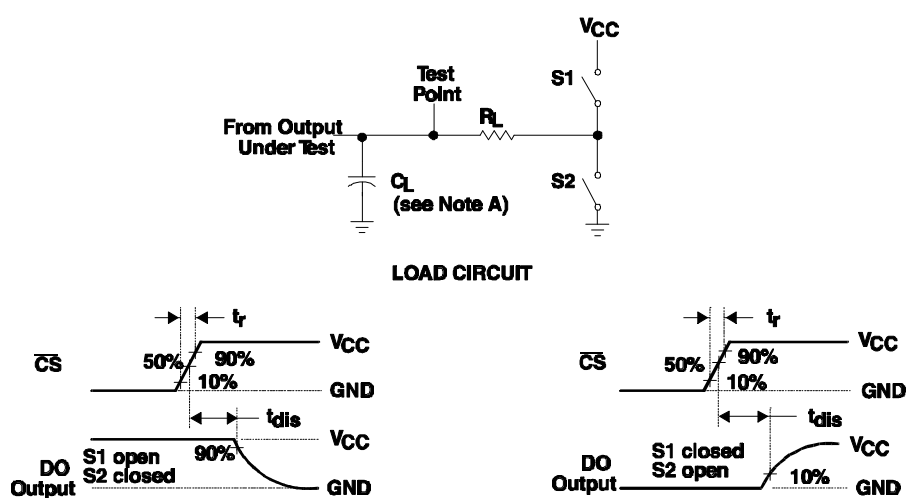 VCC
S1
Test
Point
RL
From Output
Under Test
S2
CL
(see Note A)
LOAD CIRCUIT
tr
VCC
50%
90%
CS
10%
GND
tdis
VCC
S1 open
S2 closed
90%
DO
Output
GND
tr
VCC
50%
90%
CS
10%
GND
tdis
VCC
S1 closed
S2 open
DO
Output
10%
GND